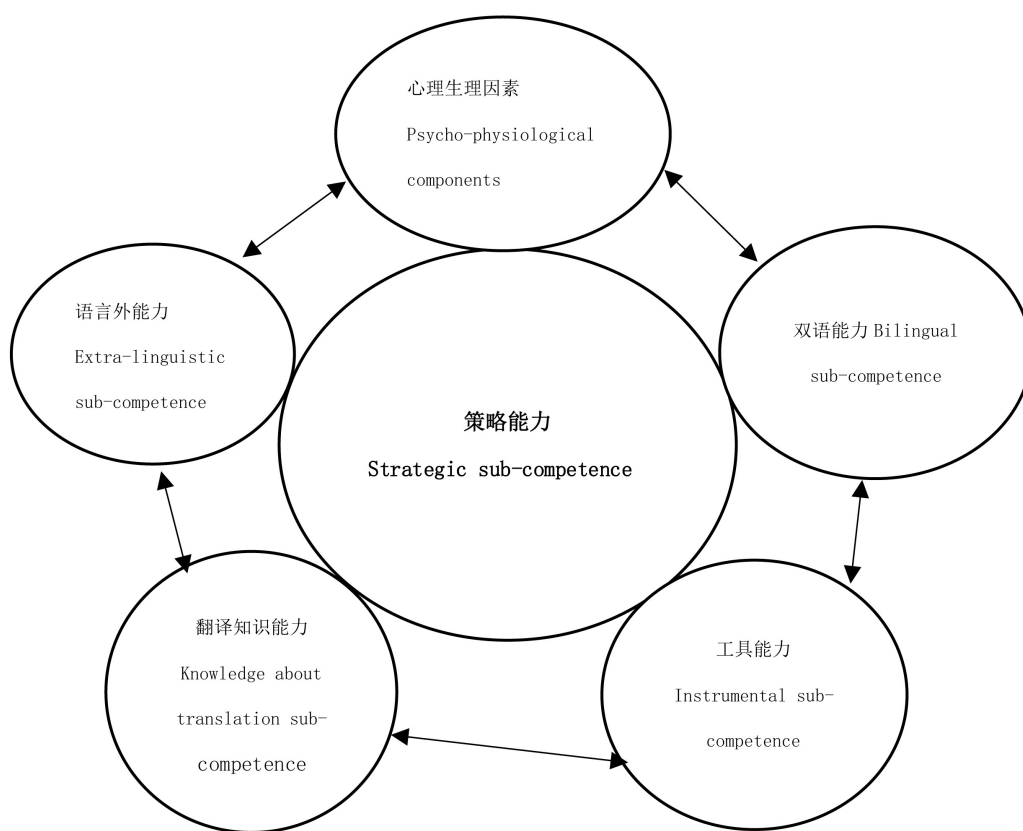 心理生理因素
Psycho-physiological
components
语言外能力
Extra-linguistic
sub-competence
双语能力 Bilingual
sub-competence
策略能力
Strategic sub-competence
翻译知识能力
Knowledge about
translation sub-
competence
工具能力
Instrumental sub-
competence